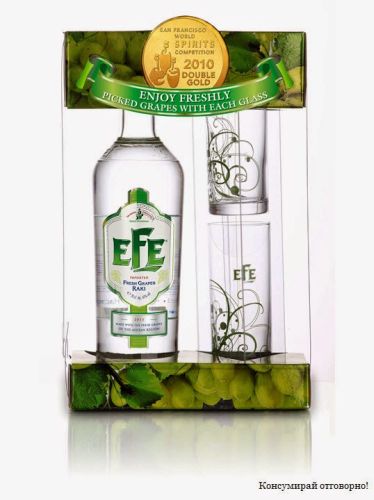 SAN FRANCISCO
WORLD
SPIRITS
COMPETITION
2010
DOUBLE
GOLD
ENJOY FRESHLY
PICKED GRAPES WITH EACH GLASS
EFE
IMPORTED
FRESH GRAPES
RAKI
EFE
Консумирай отговорно!